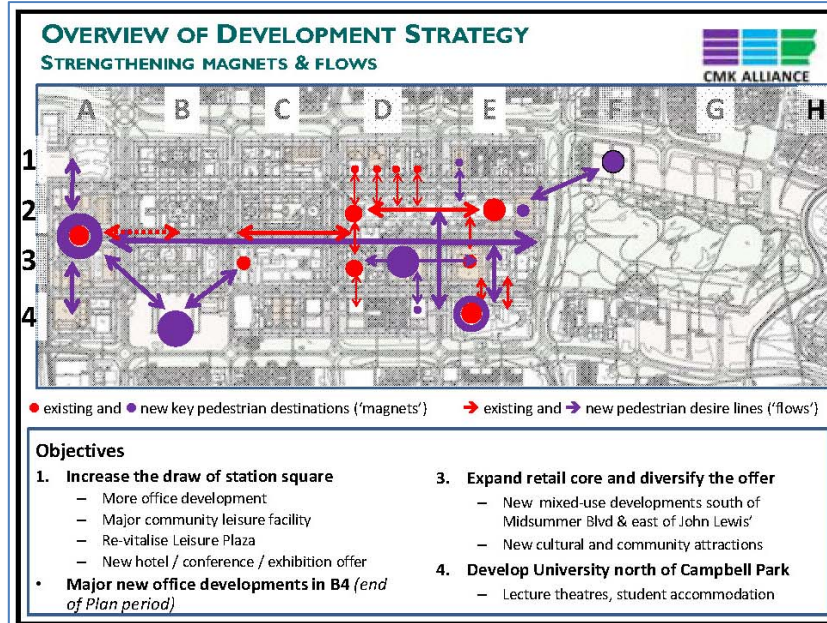 OVERVIEW OF DEVELOPMENT STRATEGY
STRENGTHENING MAGNETS & FLOWS
CMK ALLIANCE
A B C D E F G H
1
2
3
4
existing and new key pedestrian destinations ('magnets') existing and new pedestrian desire lines ('flows')
Objectives
1. Increase the draw of station square
– More office development
– Major community leisure facility
– Re-vitalise Leisure Plaza
– New hotel / conference / exhibition offer
• Major new office developments in B4 (end
of Plan period)
3. Expand retail core and diversify the offer
– New mixed-use developments south of
Midsummer Blvd & east of John Lewis'
– New cultural and community attractions
4. Develop University north of Campbell Park
– Lecture theatres, student accommodation